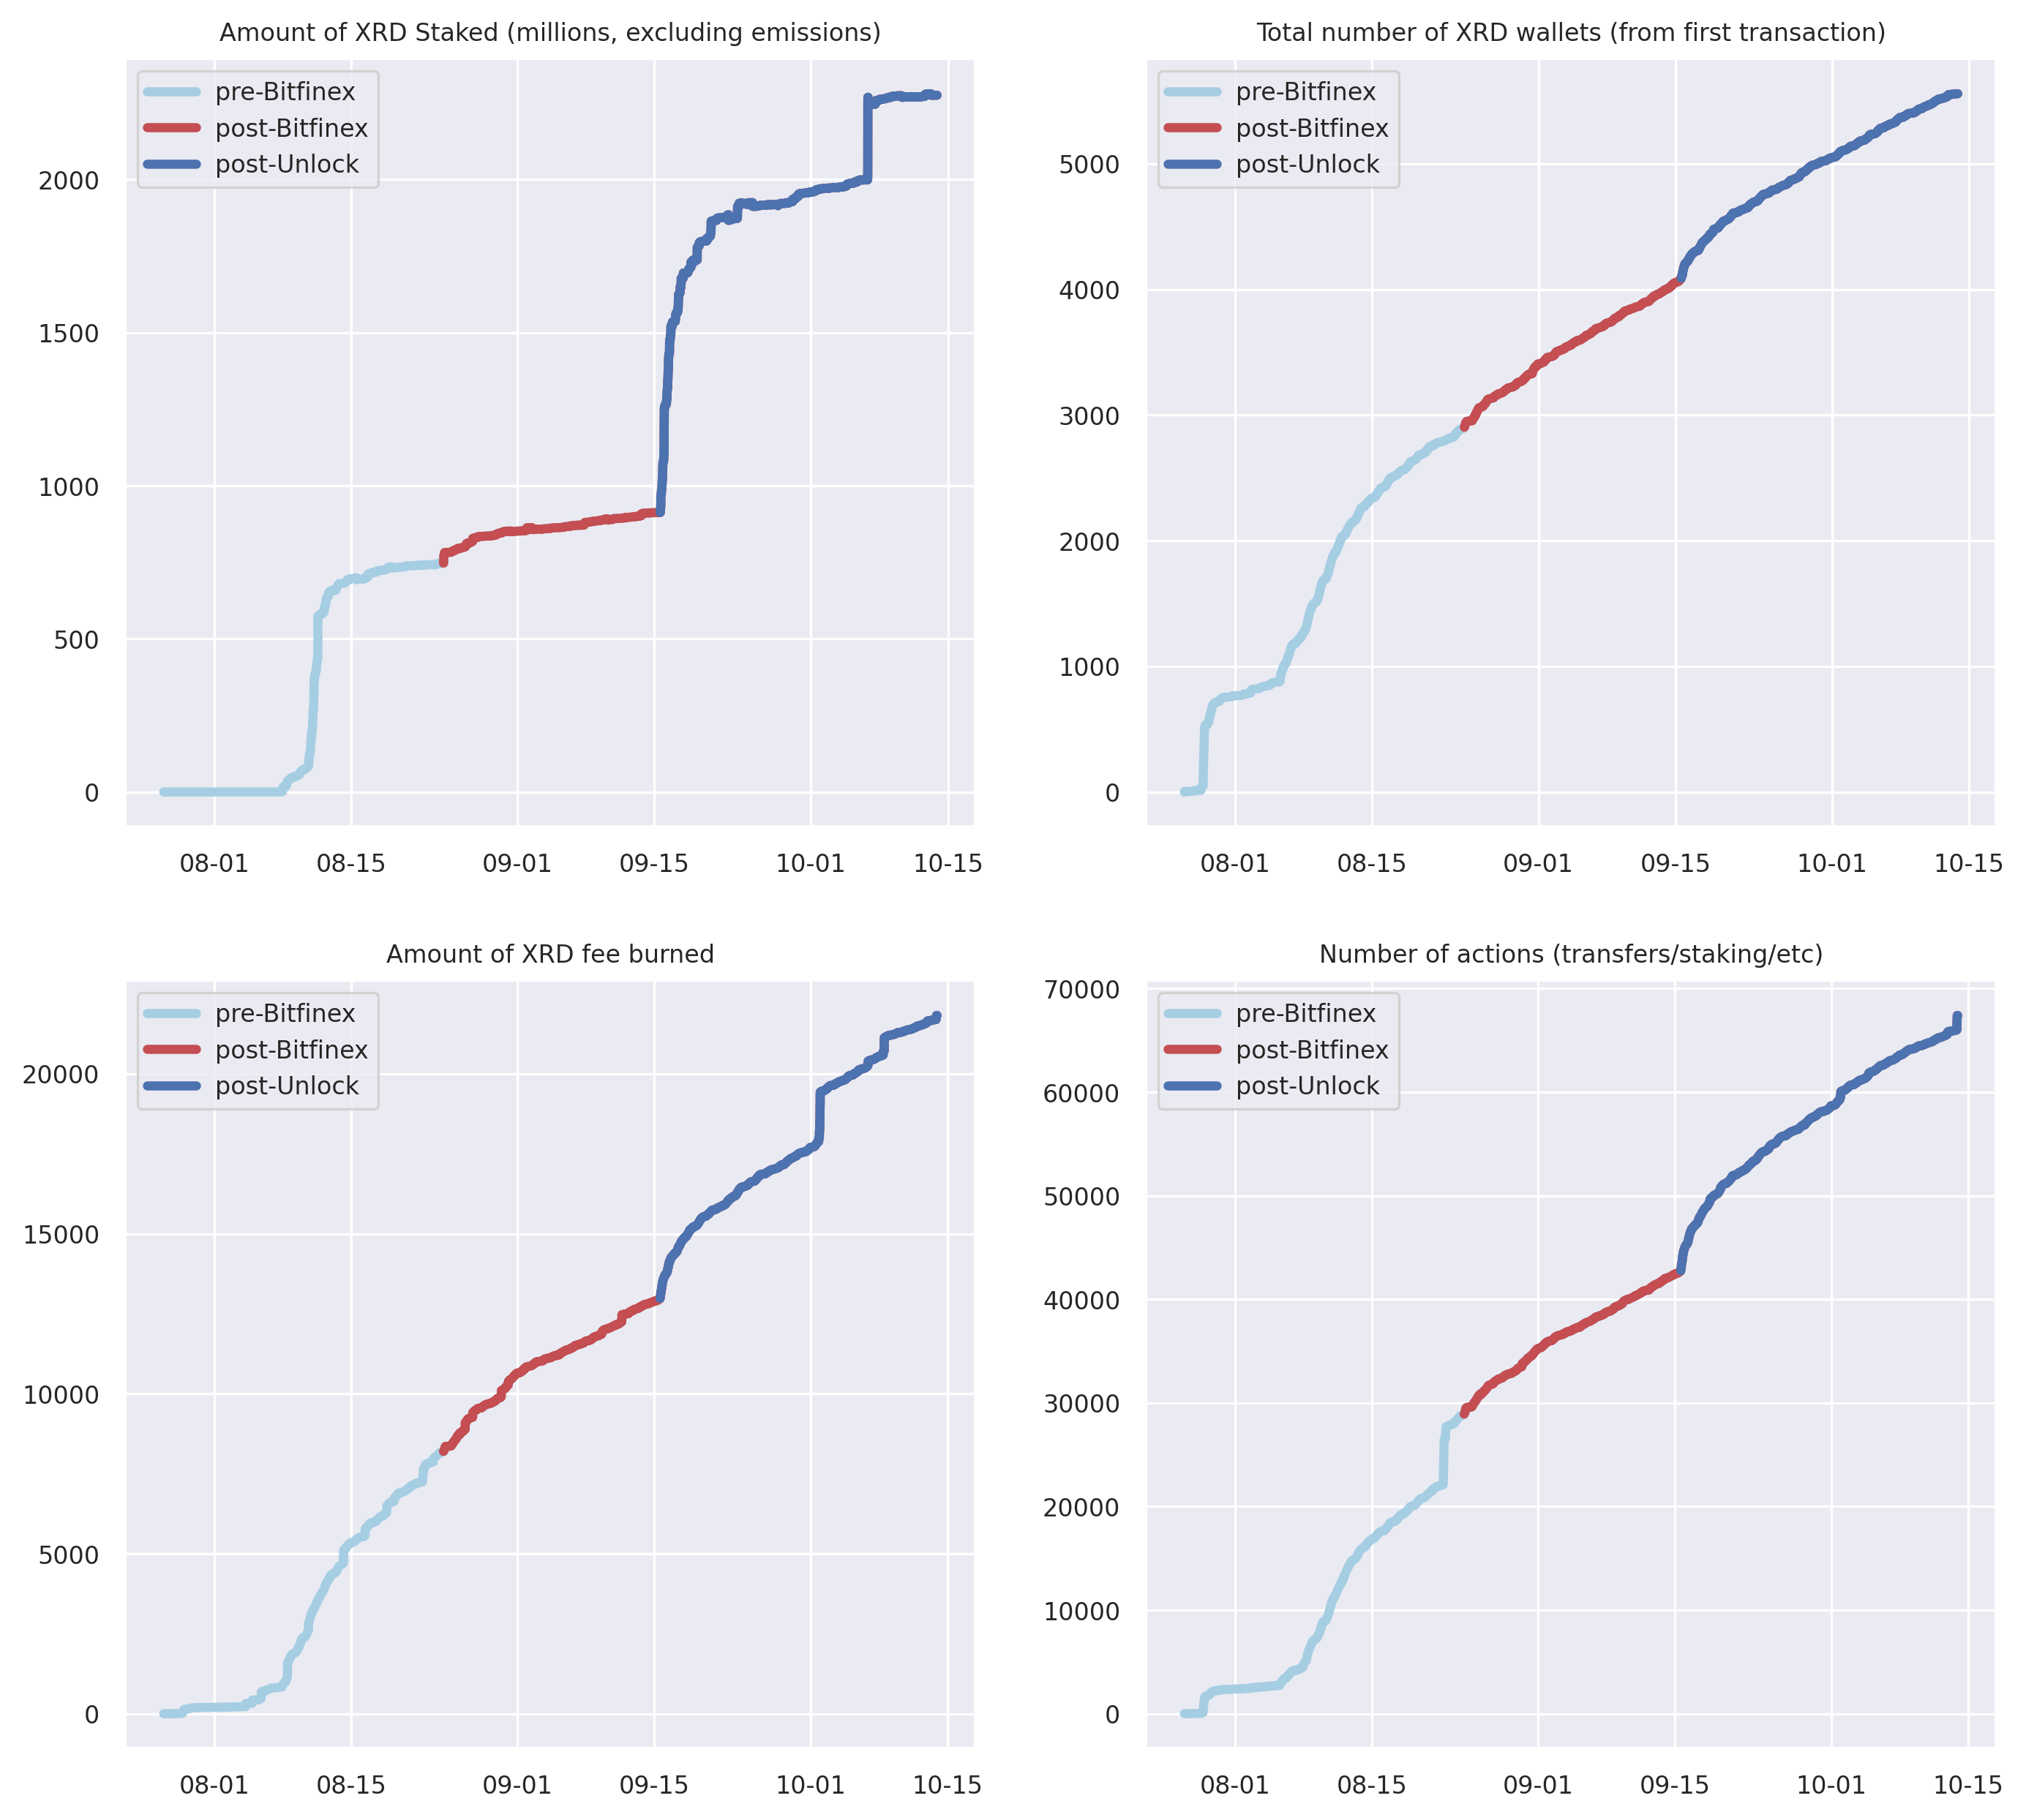 Amount of XRD Staked (millions, excluding emissions)
pre-Bitfinex
post-Bitfinex
post-Unlock
2000
1500
1000
500
0
08-01 08-15 09-01 09-15 10-01 10-15
Total number of XRD wallets (from first transaction)
pre-Bitfinex
post-Bitfinex
post-Unlock
5000
4000
3000
2000
1000
0
08-01 08-15 09-01 09-15 10-01 10-15
Amount of XRD fee burned
pre-Bitfinex
post-Bitfinex
post-Unlock
20000
15000
10000
5000
0
08-01 08-15 09-01 09-15 10-01 10-15
Number of actions (transfers/staking/etc)
70000
pre-Bitfinex
post-Bitfinex
post-Unlock
60000
50000
40000
30000
20000
10000
0
08-01 08-15 09-01 09-15 10-01 10-15